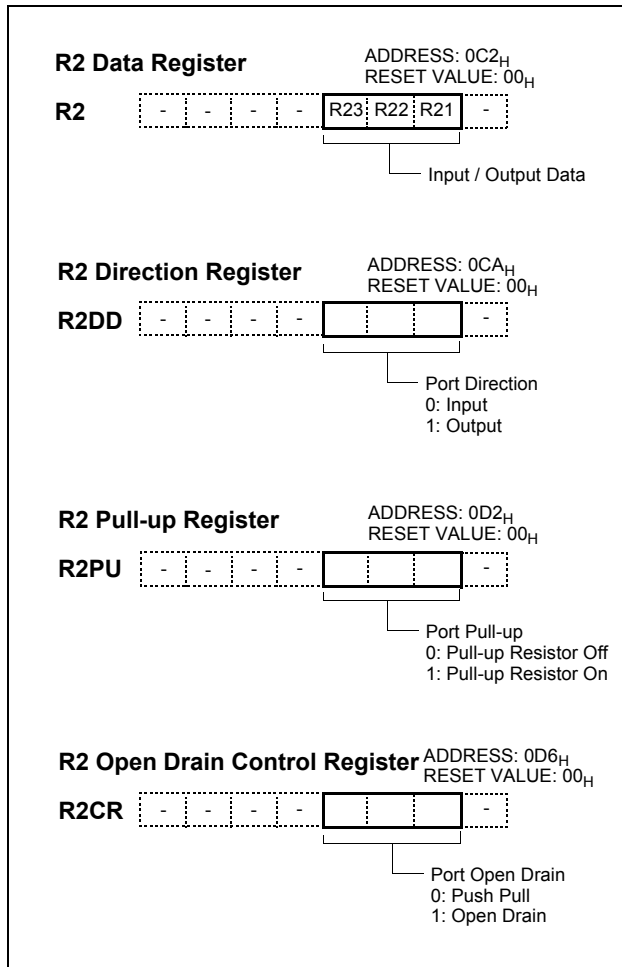 R2 Data Register
ADDRESS: 0C2H
RESET VALUE: 00H
R2 - - - - R23 R22 R21 -
Input / Output Data
R2 Direction Register
ADDRESS: 0CAH
RESET VALUE: 00H
R2DD - - - - -
Port Direction
0: Input
1: Output
R2 Pull-up Register
ADDRESS: 0D2H
RESET VALUE: 00H
R2PU - - - - -
Port Pull-up
0: Pull-up Resistor Off
1: Pull-up Resistor On
R2 Open Drain Control Register
ADDRESS: 0D6H
RESET VALUE: 00H
R2CR - - - - -
Port Open Drain
0: Push Pull
1: Open Drain